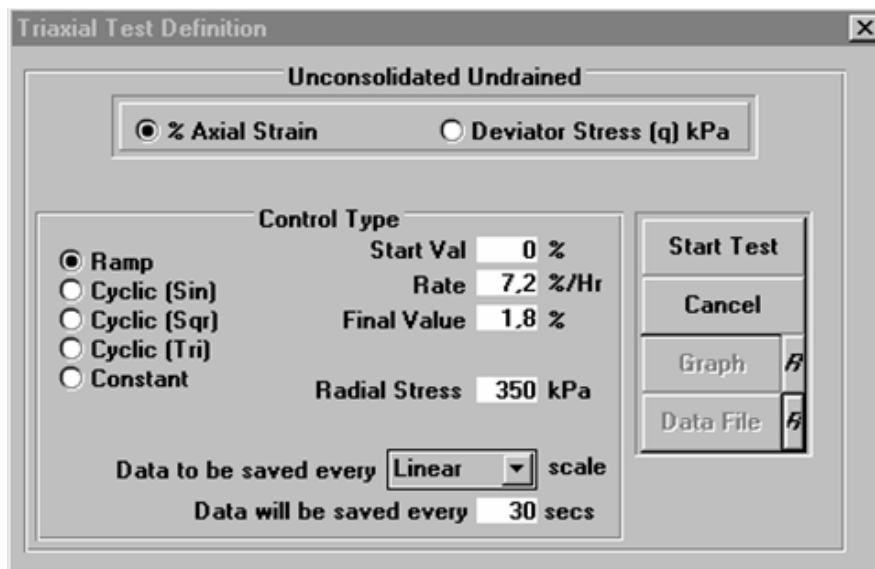 Triaxial Test Definition
Unconsolidated Undrained
% Axial Strain Deviator Stress (q) kPa
Control Type
Ramp
Cyclic (Sin)
Cyclic (Sqr)
Cyclic (Tri)
Constant
Start Val 0 %
Rate 7,2 %/Hr
Final Value 1,8 %
Radial Stress 350 kPa
Data to be saved every Linear scale
Data will be saved every 30 secs
Start Test
Cancel
Graph
Data File